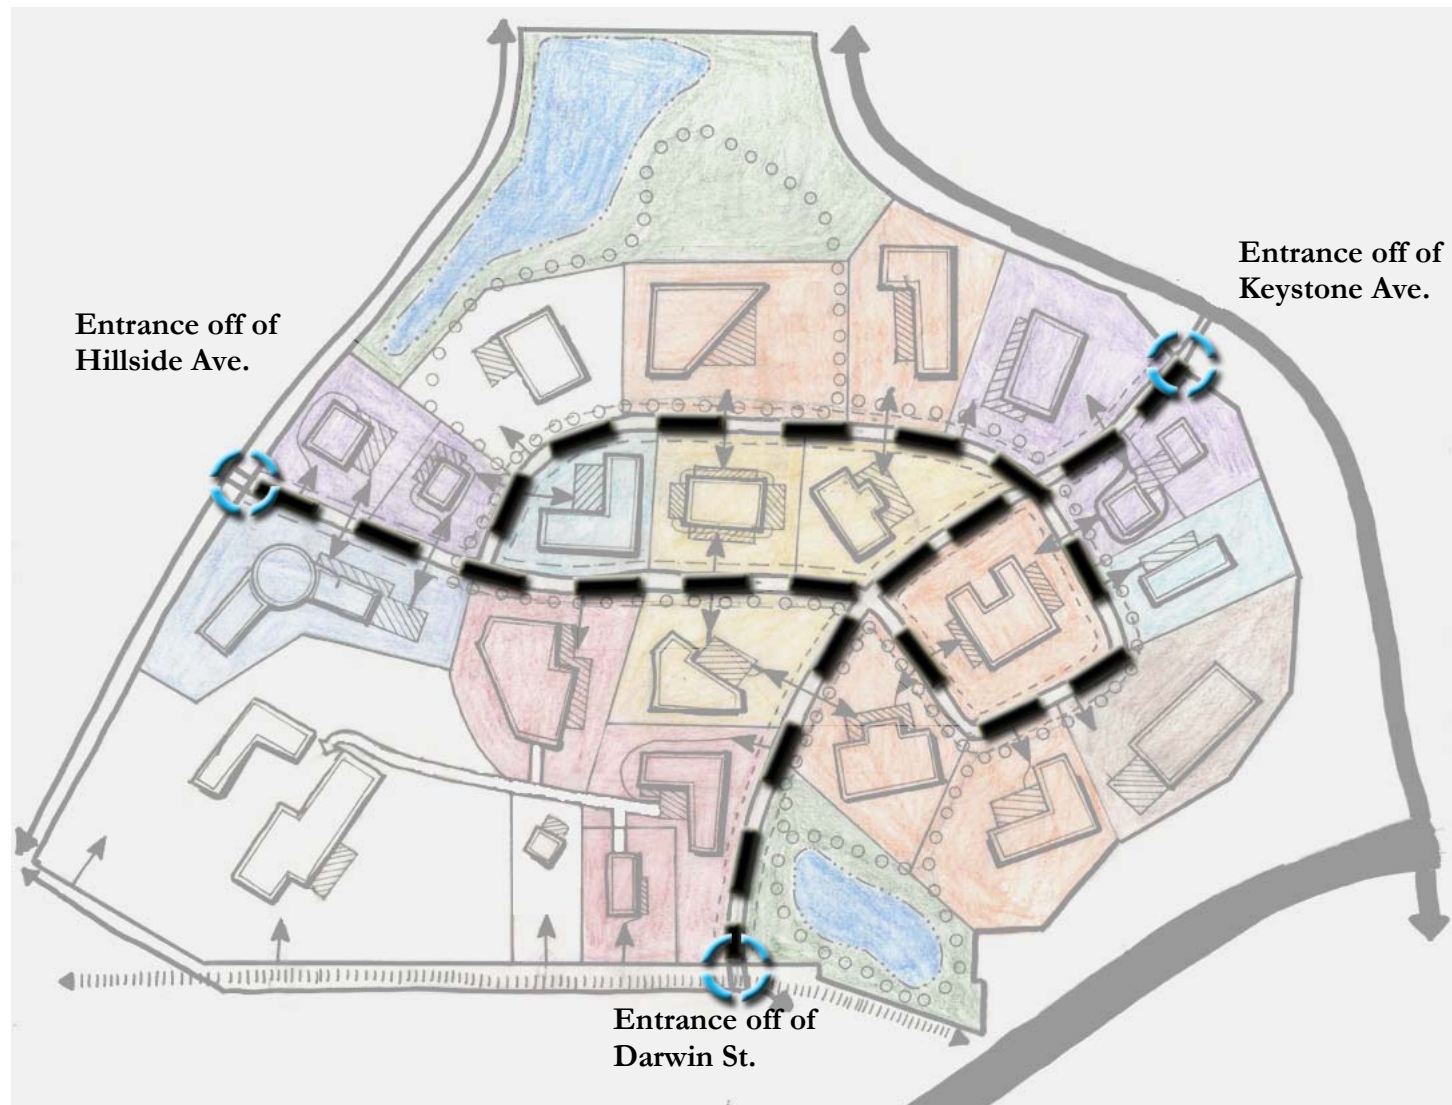 Entrance off of
Keystone Ave.
Entrance off of
Hillside Ave.
Entrance off of
Darwin St.